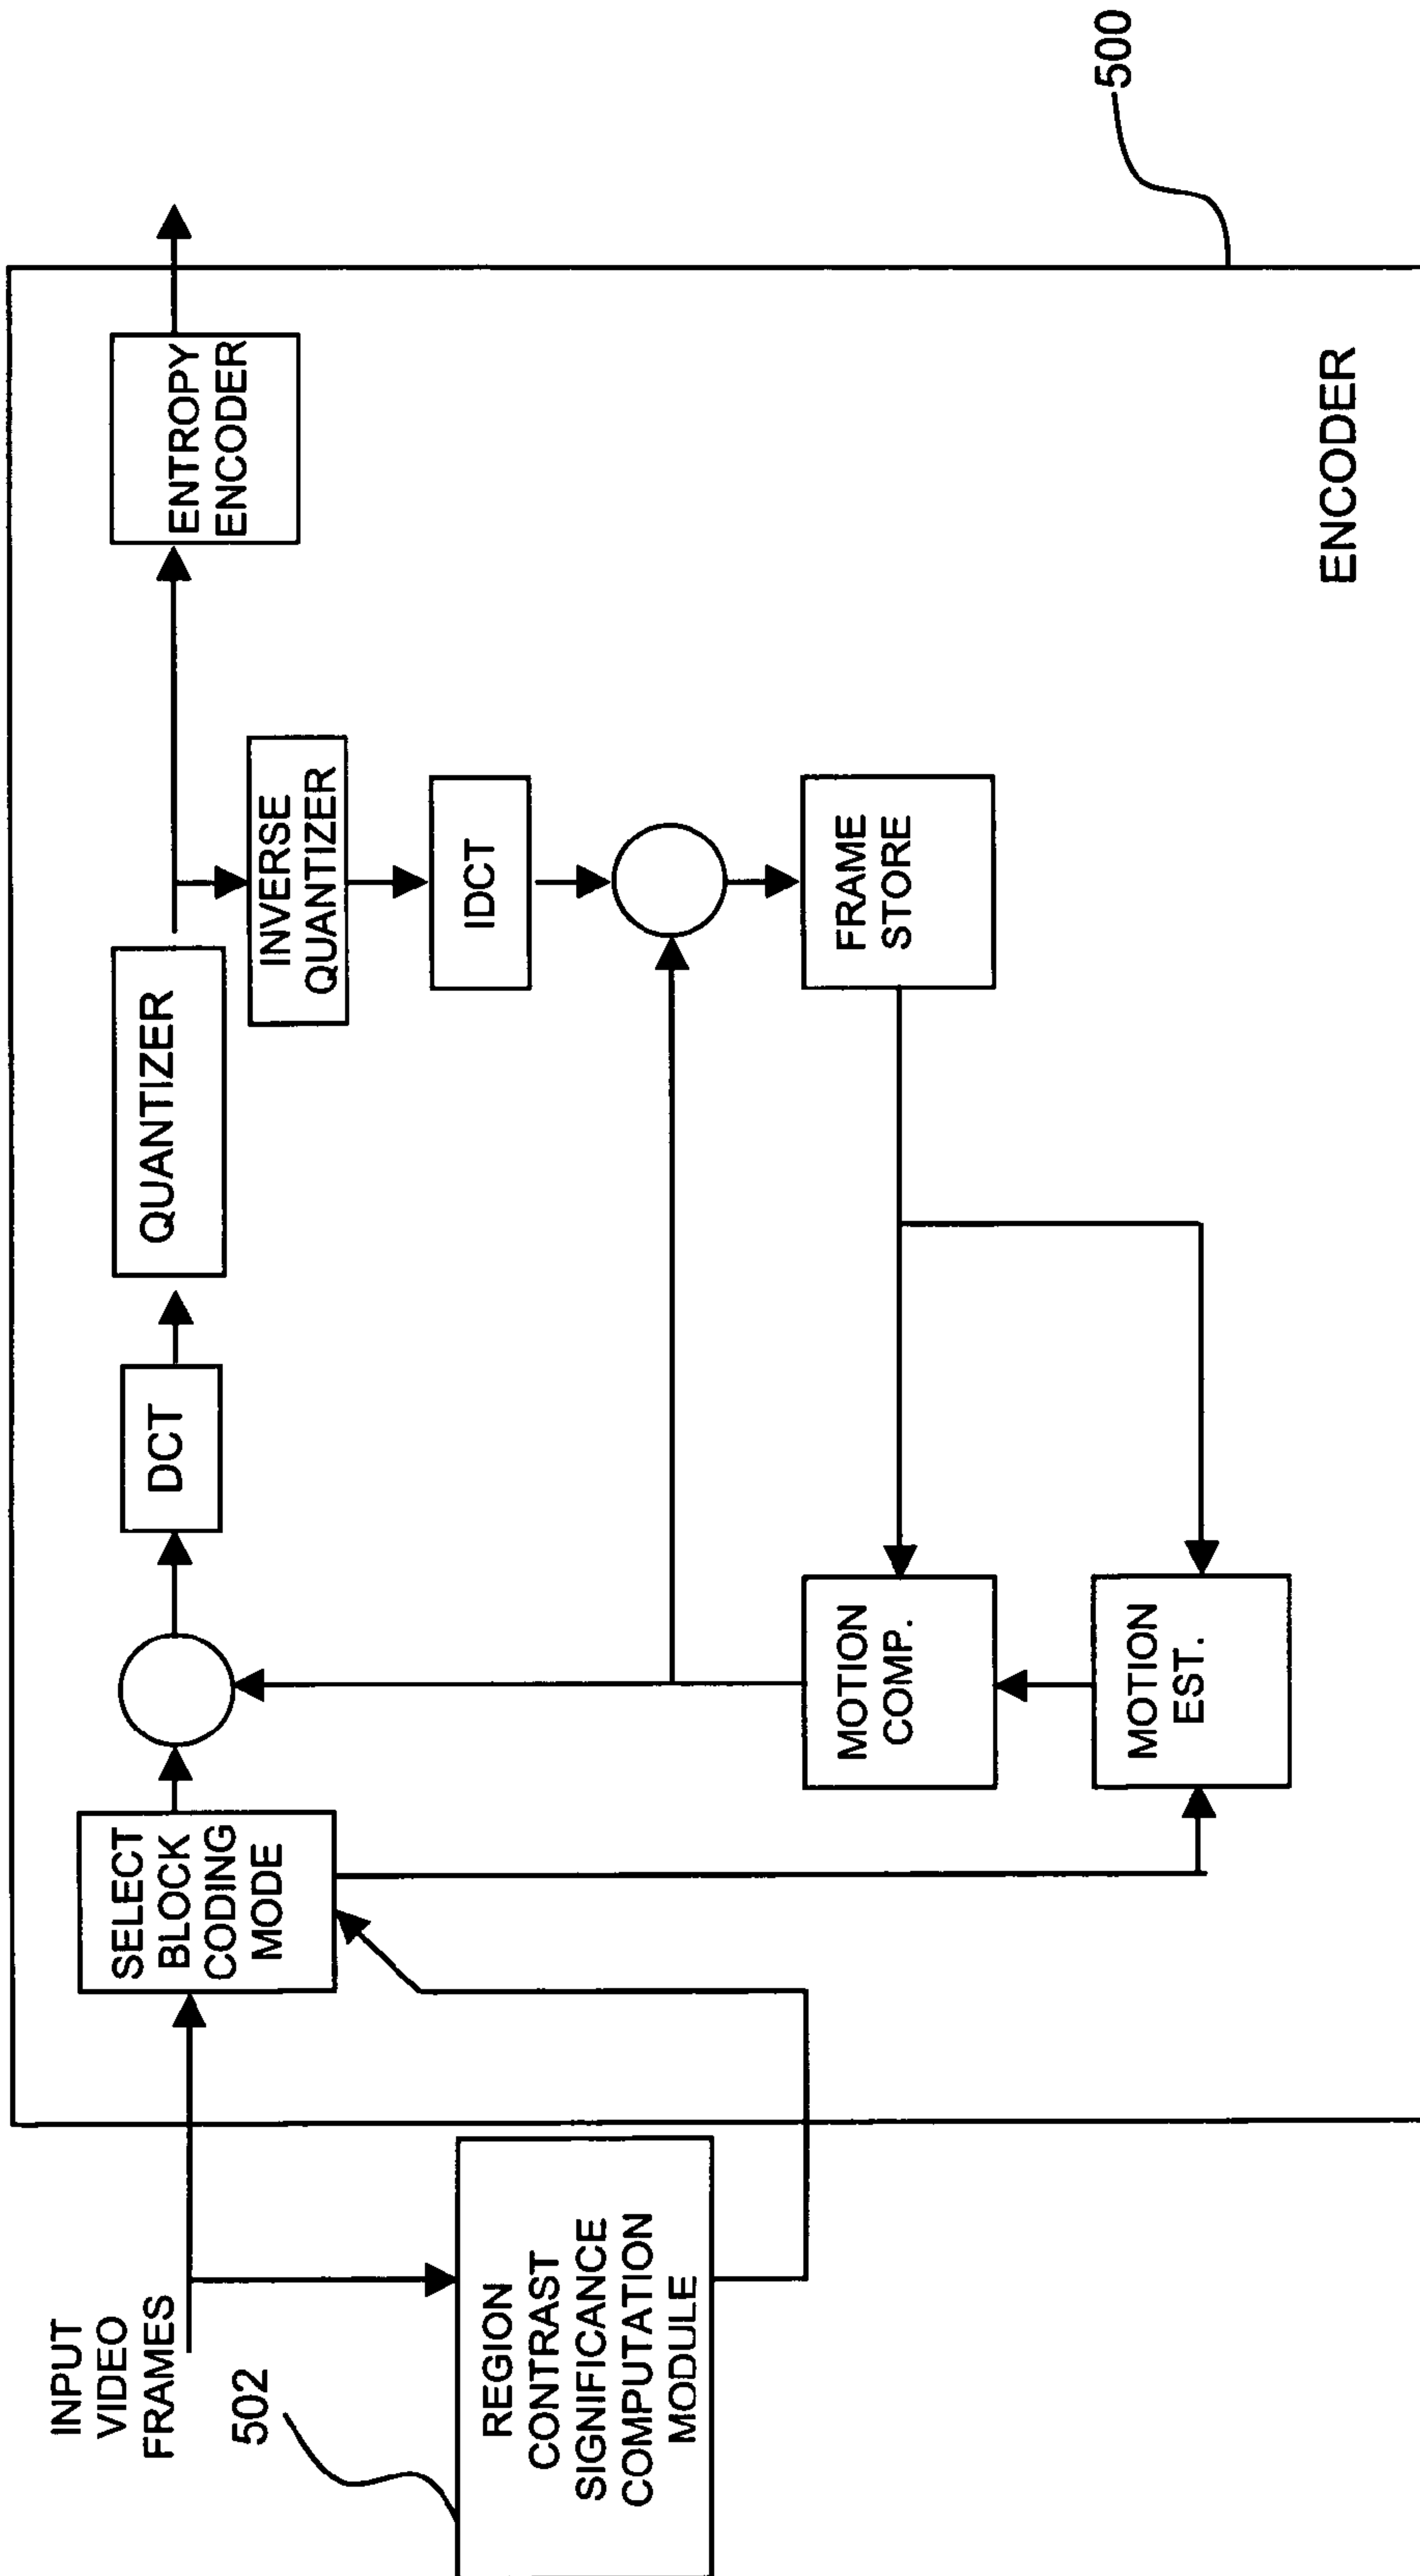 INPUT
VIDEO
FRAMES
502
REGION
CONTRAST
SIGNIFICANCE
COMPUTATION
MODULE
SELECT
BLOCK
CODING
MODE
DCT
QUANTIZER
ENTROPY
ENCODER
INVERSE
QUANTIZER
IDCT
FRAME
STORE
MOTION
COMP.
MOTION
EST.
ENCODER
500